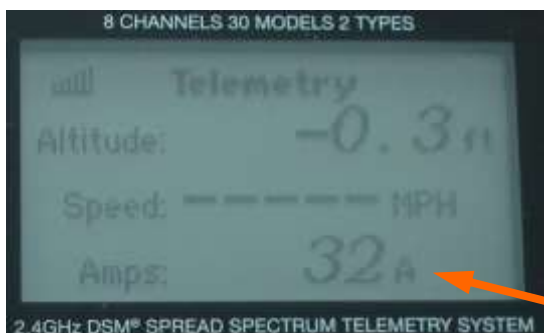 8 CHANNELS 30 MODELS 2 TYPES
Telemetry
Altitude: -0.3 ft
Speed: ----- MPH
Amps: 32 A
2.4GHz DSM® SPREAD SPECTRUM TELEMETRY SYSTEM